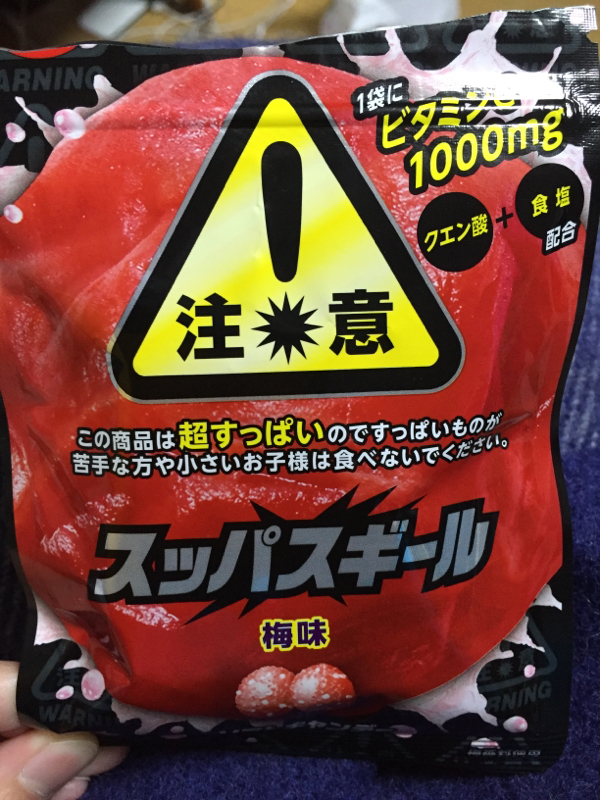 WARNING
1袋に
ビタミンC
1000mg
クエン酸 + 食塩
配合
注意
この商品は超すっぱいのですっぱいものが
苦手な方や小さいお子様は食べないでください。
スッパスギール
梅味
WARNING